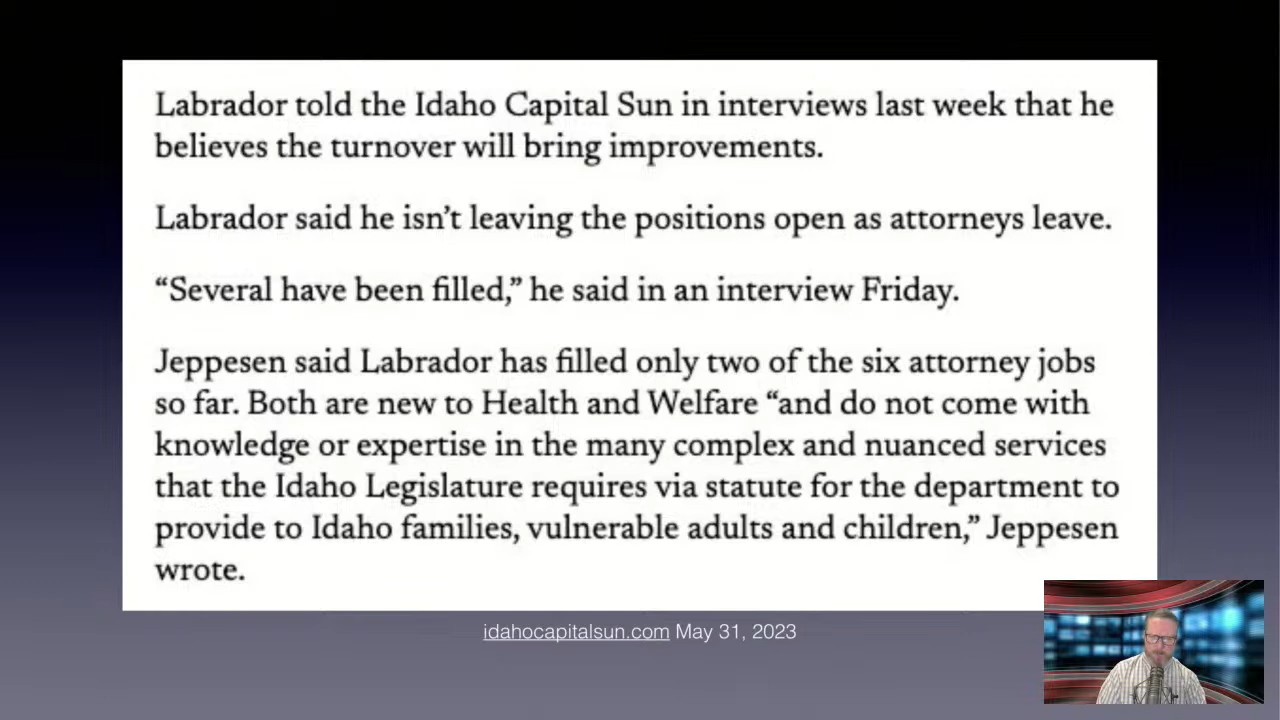 Labrador told the Idaho Capital Sun in interviews last week that he
believes the turnover will bring improvements.
Labrador said he isn’t leaving the positions open as attorneys leave.
“Several have been filled,” he said in an interview Friday.
Jeppesen said Labrador has filled only two of the six attorney jobs
so far. Both are new to Health and Welfare “and do not come with
knowledge or expertise in the many complex and nuanced services
that the Idaho Legislature requires via statute for the department to
provide to Idaho families, vulnerable adults and children,” Jeppesen
wrote.
idahocapitalsun.com May 31, 2023